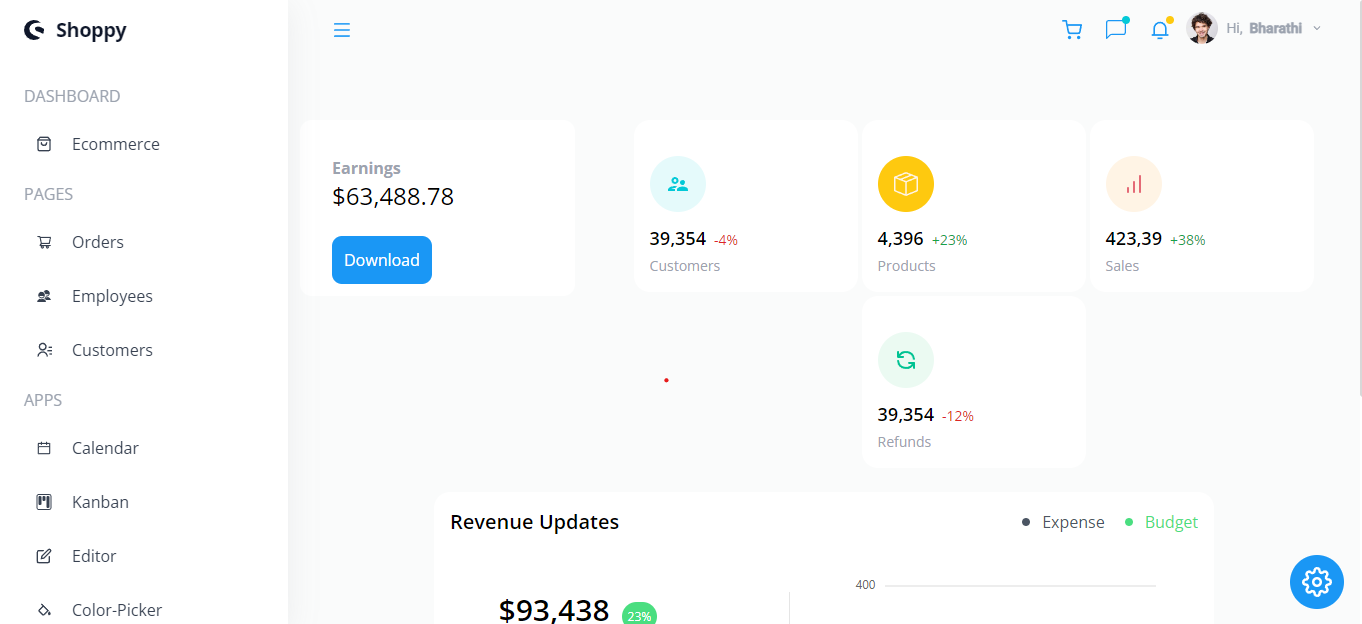 Shoppy
Hi, Bharathi
DASHBOARD
Ecommerce
PAGES
Orders
Employees
Customers
APPS
Calendar
Kanban
Editor
Color-Picker
Earnings
$63,488.78
Download
39,354 -4%
Customers
4,396 +23%
Products
423,39 +38%
Sales
39,354 -12%
Refunds
Revenue Updates
Expense
Budget
$93,438 23%
400